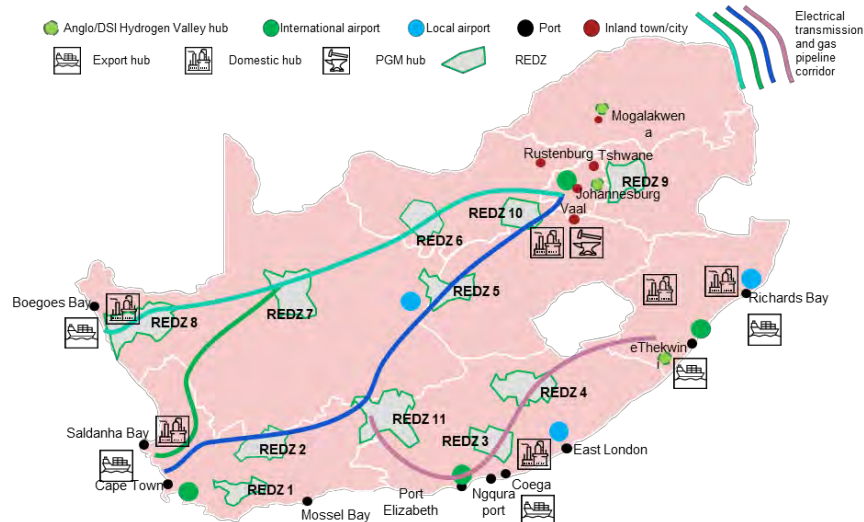 Anglo/DSI Hydrogen Valley hub
International airport
Local airport
Port
Inland town/city
Electrical
transmission
and gas
pipeline
corridor
Export hub
Domestic hub
PGM hub
REDZ
Mogalakwen
a
Rustenburg
Tshwane
REDZ 9
Johannesburg
REDZ 10
Vaal
REDZ 6
REDZ 5
Richards Bay
Boegoes Bay
REDZ 8
REDZ 7
eThekwin
i
REDZ 4
REDZ 11
Saldanha Bay
REDZ 2
REDZ 3
East London
Cape Town
REDZ 1
Mossel Bay
Port
Elizabeth
Ngqura
port
Coega